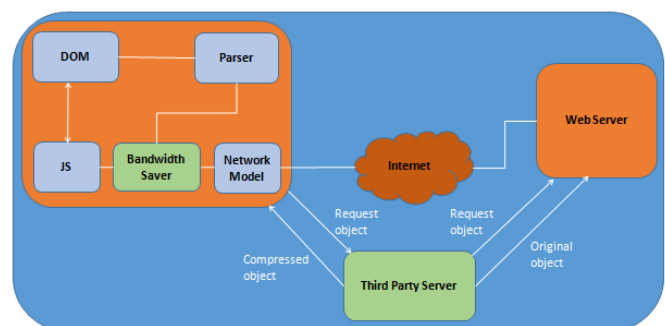 DOM
Parser
Web Server
JS
Bandwidth
Saver
Network
Model
Internet
Request
object
Request
object
Compressed
object
Original
object
Third Party Server